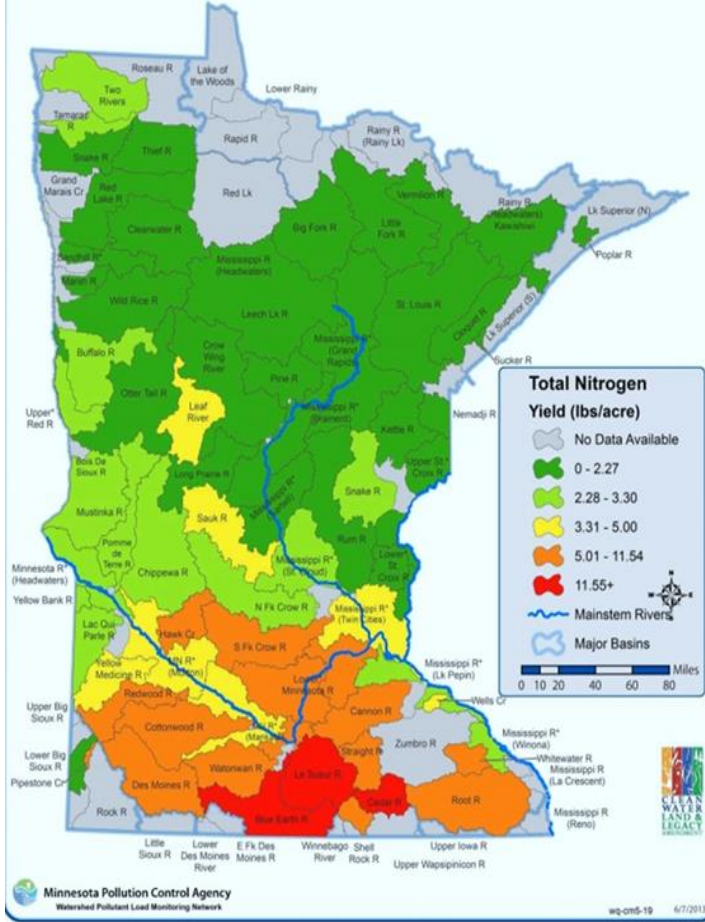 Roseau R
Lake of
the Woods
Two
Rivers
Lower Rainy
Tamarac
R
Rapid R
Rainy R
(Rainy Lk)
Snake R
Thief R
Grand
Marais Cr
Red
Lake R
Red Lk
Vermilion R
Rainy R
(Headwaters)
Kawishiwi
Lk Superior (N)
Clearwater R
Big Fork R
Little
Fork R
Poplar R
Sandhill R*
Mississippi R
(Headwaters)
Marsh R
Wild Rice R
Leech Lk R
St. Louis R
Cloquet R
Lk Superior (S)
Buffalo R
Crow
Wing
River
Mississippi R*
(Grand
Rapids)
Sucker R
Otter Tail R
Pine R
Upper*
Red R
Leaf
River
Mississippi R*
(Brainerd)
Nemadji R
Kettle R
Bois De
Sioux R
Long Prairie R
Mississippi R*
(Sartell)
Upper St.*
Croix R
Snake R
Mustinka R
Sauk R
Rum R
Pomme
de
Terre R
Chippewa R
Mississippi R*
(St. Cloud)
Lower*
St.
Croix R
Minnesota R*
(Headwaters)
Yellow Bank R
N Fk Crow R
Mississippi R*
(Twin Cities)
Lac Qui
Parle R
Hawk Cr
S Fk Crow R
Yellow
Medicine R
MN R*
Redwood R
Lower
Minnesota R
Mississippi R*
(Lk Pepin)
Upper Big
Sioux R
Cottonwood R
Cannon R
Wells Cr
Mississippi R*
(Winona)
Lower Big
Sioux R
Pipestone Cr
Watonwan R
Straight R
Zumbro R
Whitewater R
Mississippi R
(La Crescent)
Des Moines R
Le Sueur R
Rock R
Blue Earth R
Cedar R
Root R
Mississippi R
(Reno)
Little
Sioux R
Lower
Des Moines
River
E Fk Des
Moines R
Winnebago
River
Shell
Rock R
Upper Iowa R
Upper Wapsipinicon R
Total Nitrogen
Yield (lbs/acre)
No Data Available
0 - 2.27
2.28 - 3.30
3.31 - 5.00
5.01 - 11.54
11.55+
Mainstem Rivers
Major Basins
Miles
0 10 20 40 60 80
CLEAN
WATER
LAND &
LEGACY
AMENDMENT
Minnesota Pollution Control Agency
Watershed Pollutant Load Monitoring Network
wq-cm5-19